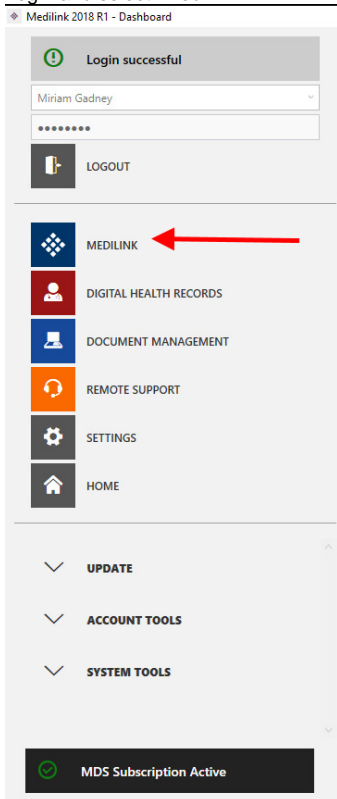 Medilink 2018 R1 - Dashboard
Login successful
Miriam Gadney
LOGOUT
MEDILINK
DIGITAL HEALTH RECORDS
DOCUMENT MANAGEMENT
REMOTE SUPPORT
SETTINGS
HOME
UPDATE
ACCOUNT TOOLS
SYSTEM TOOLS
MDS Subscription Active